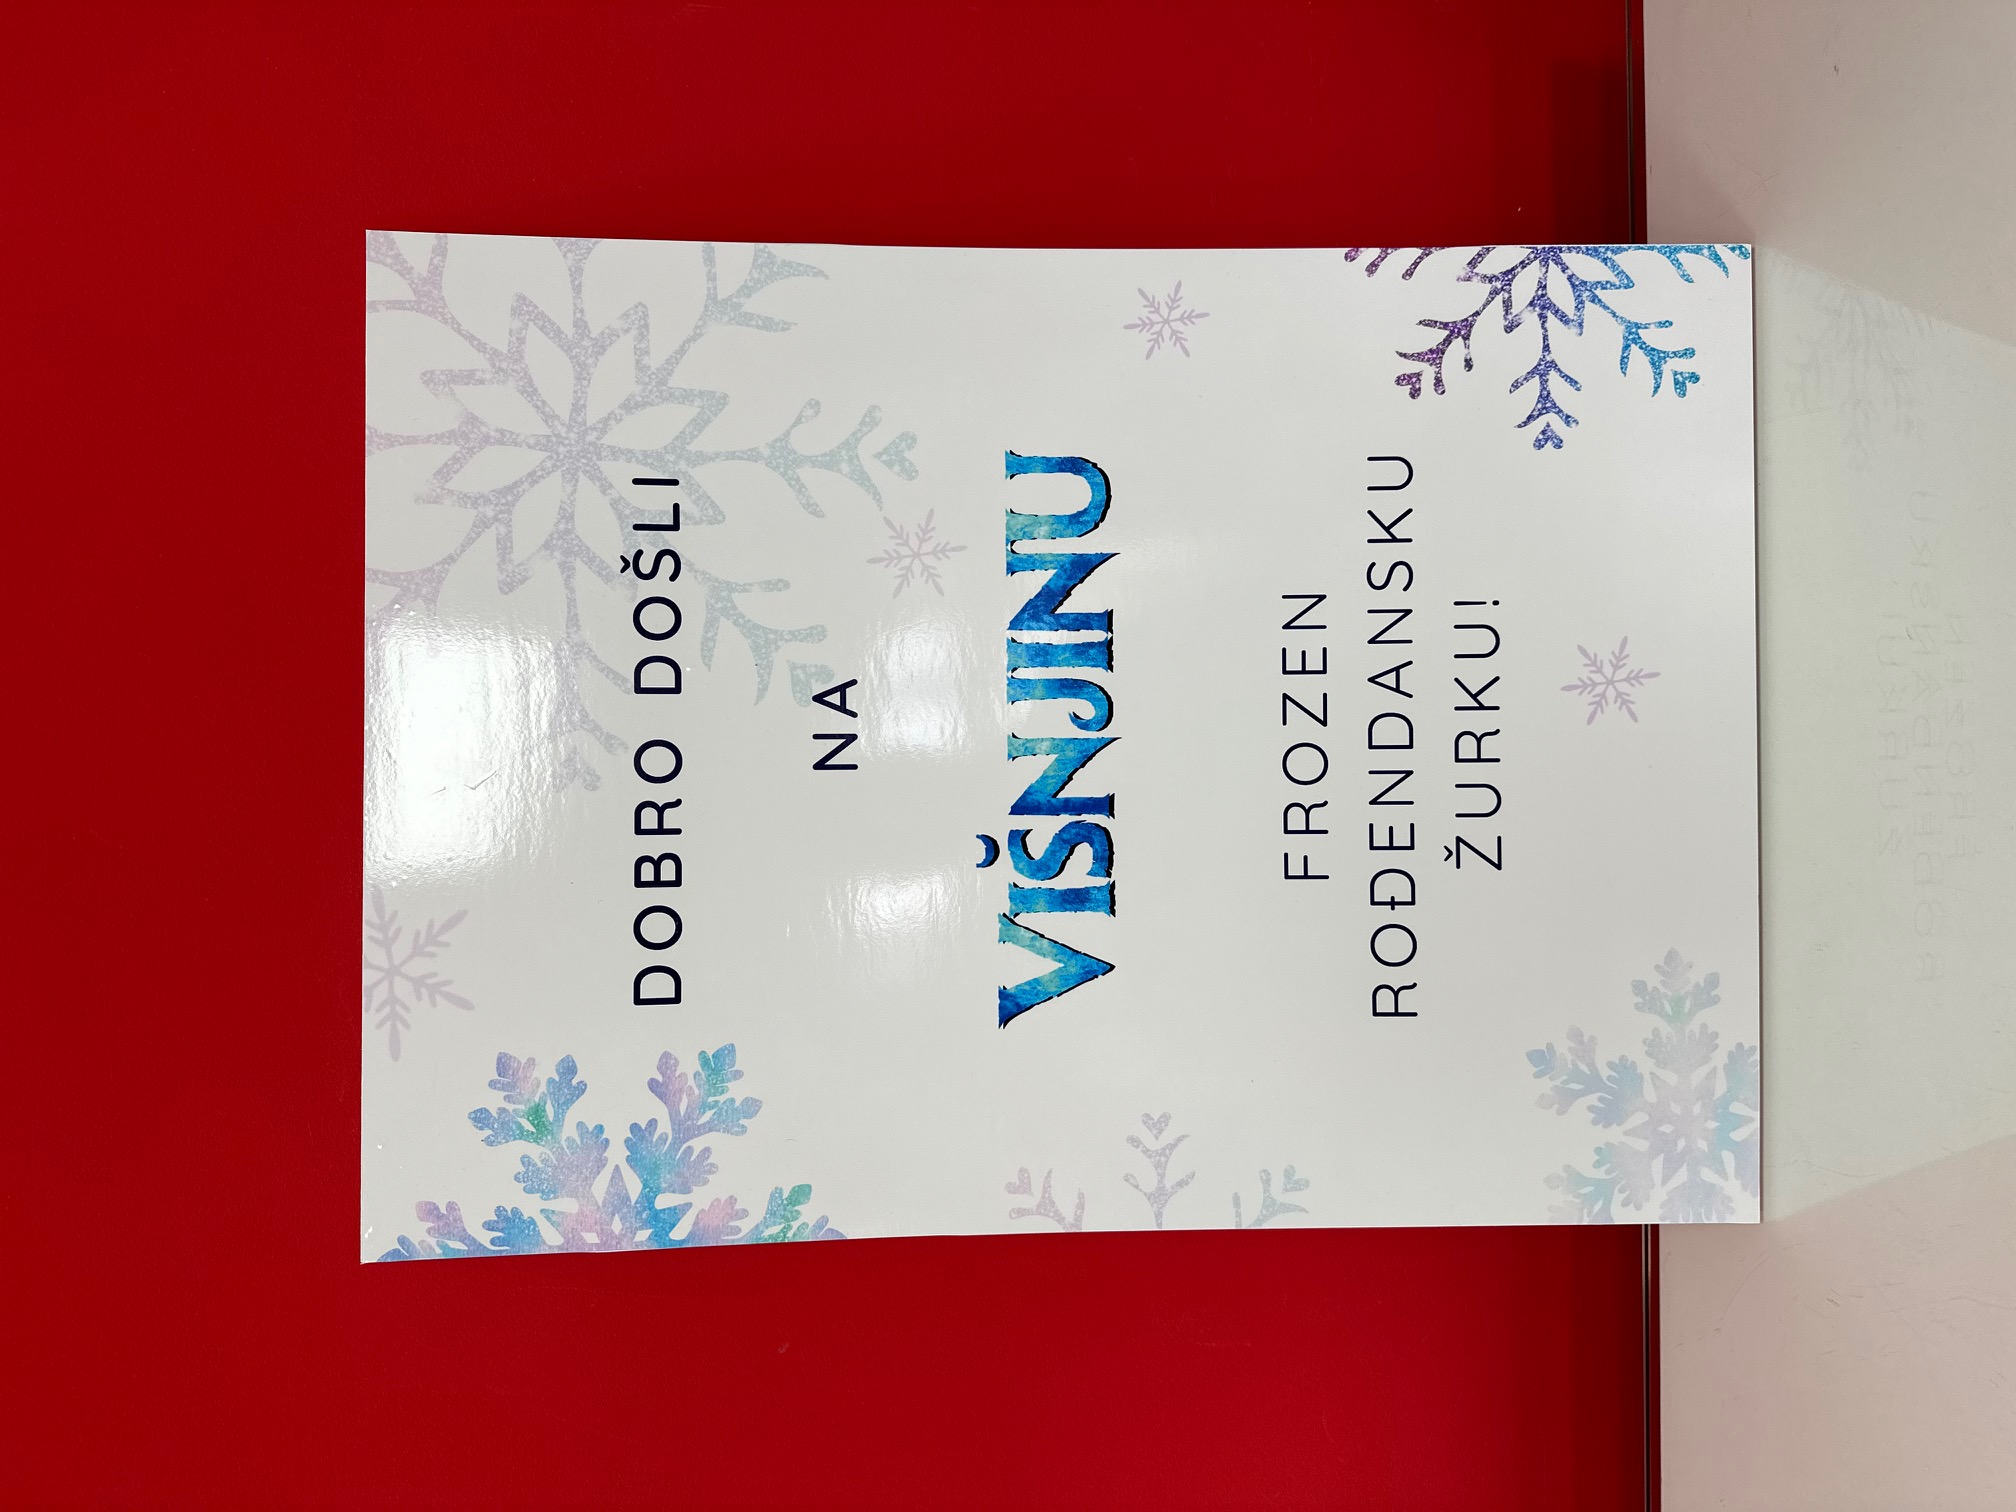 DOBRO DOŠLI
NA
VIŠNJINU
FROZEN
ROĐENDANSKU
ŽURKU!